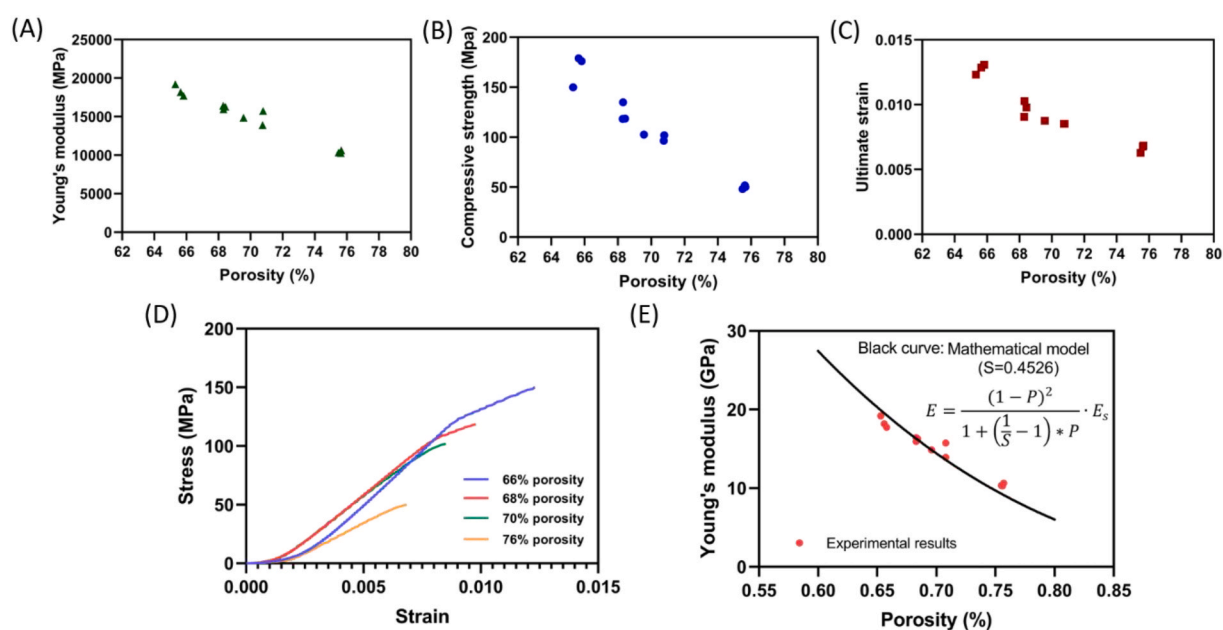 (A)
Young's modulus (MPa)
25000
20000
15000
10000
5000
0
62 64 66 68 70 72 74 76 78 80
Porosity (%)
(B)
Compressive strength (Mpa)
200
150
100
50
0
62 64 66 68 70 72 74 76 78 80
Porosity (%)
(C)
Ultimate strain
0.015
0.010
0.005
0.000
62 64 66 68 70 72 74 76 78 80
Porosity (%)
(D)
Stress (MPa)
200
150
100
50
0
66% porosity
68% porosity
70% porosity
76% porosity
0.000 0.005 0.010 0.015
Strain
(E)
Young's modulus (GPa)
30
20
10
0
Black curve: Mathematical model
(S=0.4526)
E = (1 − P)² / (1 + (1/S − 1) * P) · Eₛ
Experimental results
0.55 0.60 0.65 0.70 0.75 0.80 0.85
Porosity (%)